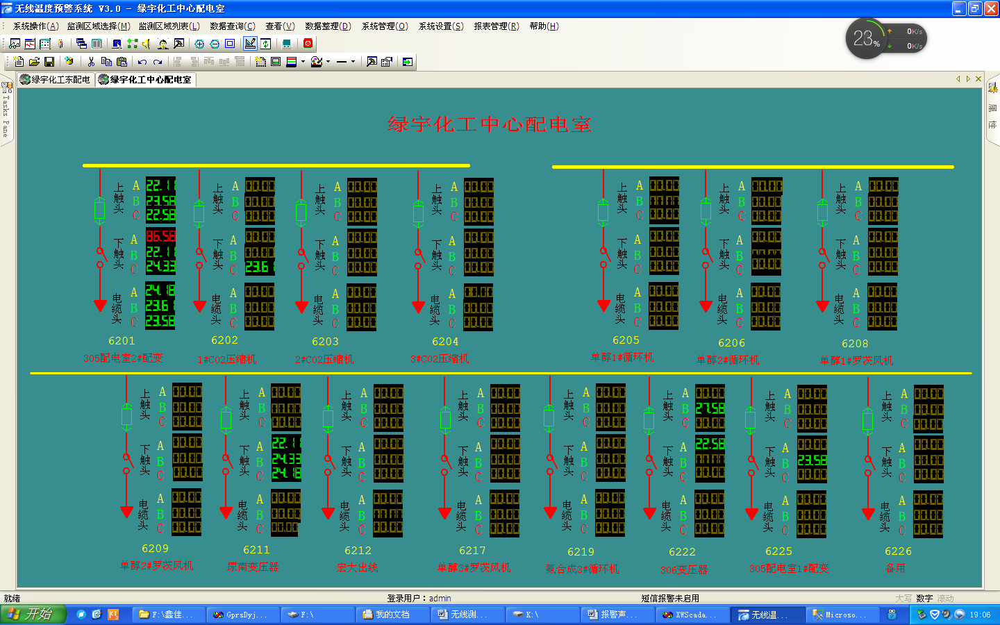 无线温度预警系统 V3.0 - 绿宇化工中心配电室
系统操作(A) 监测区域选择(M) 监测区域列表(L) 数据查询(C) 查看(V) 数据整理(D) 系统管理(O) 系统设置(S) 报表管理(R) 帮助(H)
23% 0K/s
0K/s
绿宇化工东配电 绿宇化工中心配电室
Tasks Pane
绿宇化工中心配电室
上触头 A B C
下触头 A B C
电缆头 A B C
22.11
23.58
22.58
86.58
22.11
24.33
24.18
23.61
23.58
6201
305配电室2#配变
上触头 A B C
下触头 A B C
电缆头 A B C
00.00
00.00
00.00
00.00
00.00
23.61
00.00
00.00
00.00
6202
1#CO2压缩机
上触头 A B C
下触头 A B C
电缆头 A B C
00.00
00.00
00.00
00.00
00.00
00.00
00.00
00.00
00.00
6203
2#CO2压缩机
上触头 A B C
下触头 A B C
电缆头 A B C
00.00
00.00
00.00
00.00
00.00
00.00
00.00
00.00
6204
3#CO2压缩机
上触头 A B C
下触头 A B C
电缆头 A B C
00.00
00.00
00.00
00.00
00.00
00.00
00.00
6205
单醇1#循环机
上触头 A B C
下触头 A B C
电缆头 A B C
00.00
00.00
00.00
00.00
00.00
00.00
00.00
00.00
6206
单醇2#循环机
上触头 A B C
下触头 A B C
电缆头 A B C
00.00
00.00
00.00
00.00
00.00
00.00
00.00
00.00
00.00
6208
单醇1#罗茨风机
上触头 A B C
下触头 A B C
电缆头 A B C
00.00
00.00
00.00
00.00
00.00
00.00
00.00
00.00
00.00
6209
单醇2#罗茨风机
上触头 A B C
下触头 A B C
电缆头 A B C
00.00
00.00
22.11
24.33
24.18
00.00
00.00
00.00
6211
尿南变压器
上触头 A B C
下触头 A B C
电缆头 A B C
00.00
00.00
00.00
00.00
00.00
00.00
00.00
00.00
6212
宏大出线
上触头 A B C
下触头 A B C
电缆头 A B C
00.00
00.00
00.00
00.00
00.00
00.00
00.00
00.00
00.00
6217
单醇3#罗茨风机
上触头 A B C
下触头 A B C
电缆头 A B C
00.00
00.00
00.00
00.00
00.00
00.00
00.00
00.00
00.00
6219
氨合成3#循环机
上触头 A B C
下触头 A B C
电缆头 A B C
00.00
27.58
00.00
22.58
00.00
00.00
00.00
00.00
6222
306变压器
上触头 A B C
下触头 A B C
电缆头 A B C
00.00
00.00
00.00
00.00
23.58
00.00
00.00
00.00
00.00
6225
305配电室1#配变
上触头 A B C
下触头 A B C
电缆头 A B C
00.00
00.00
00.00
00.00
00.00
00.00
00.00
00.00
00.00
6226
备用
就绪 登录用户：admin 短信报警未启用 大写 数字 滚动
开始 F:\鑫佳... GprsDyj... F:\ 我的文档 无线测... K:\ 报警声... XWScada... 无线温... Microso... 19:06